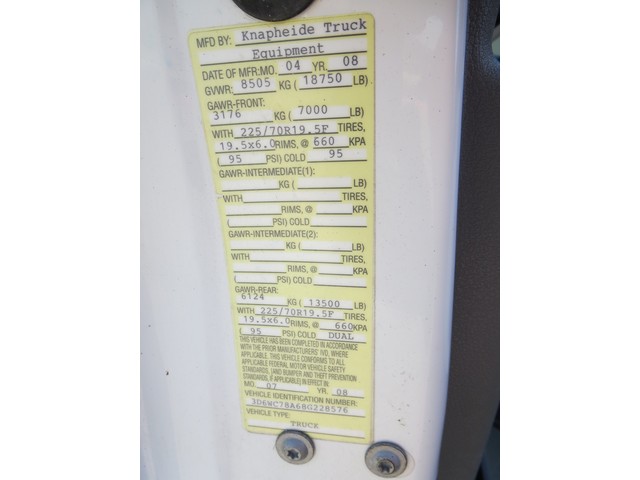 MFD BY: Knapheide Truck
Equipment
DATE OF MFR:MO. 04 YR. 08
GVWR: 8505 KG ( 18750 LB)
GAWR-FRONT:
3176 KG ( 7000 LB)
WITH 225/70R19.5F TIRES,
19.5x6.0 RIMS, @ 660 KPA
( 95 PSI) COLD 95
GAWR-INTERMEDIATE(1):
KG ( LB)
WITH TIRES,
RIMS, @ KPA
( PSI) COLD
GAWR-INTERMEDIATE(2):
KG ( LB)
WITH TIRES,
RIMS, @ KPA
( PSI) COLD
GAWR-REAR:
6124 KG ( 13500 LB)
WITH 225/70R19.5F TIRES,
19.5x6.0 RIMS, @ 660KPA
( 95 PSI) COLD DUAL
THIS VEHICLE HAS BEEN COMPLETED IN ACCORDANCE
WITH THE PRIOR MANUFACTURERS' IVD, WHERE
APPLICABLE. THIS VEHICLE CONFORMS TO ALL
APPLICABLE FEDERAL MOTOR VEHICLE SAFETY
STANDARDS, (AND BUMPER AND THEFT PREVENTION
STANDARDS, IF APPLICABLE) IN EFFECT IN:
MO. 07 YR. 08
VEHICLE IDENTIFICATION NUMBER:
3D6WC78A68G228576
VEHICLE TYPE:
TRUCK